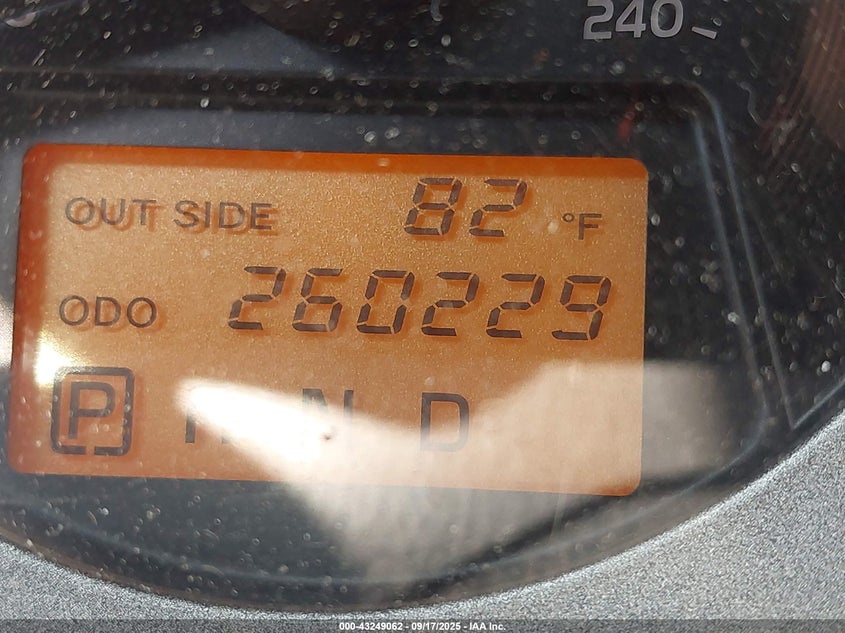 240
OUT SIDE 82 °F
ODO 260229
P N D
000-43249062 - 09/17/2025 - IAA Inc.